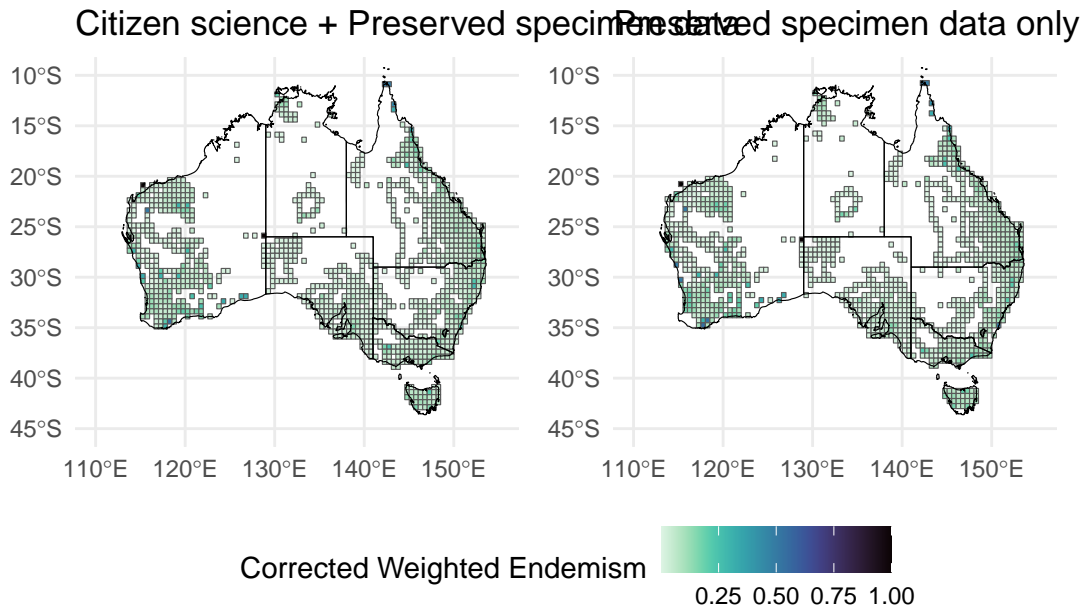 Citizen science + Preserved specimen data
Preserved specimen data only
10°S
15°S
20°S
25°S
30°S
35°S
40°S
45°S
110°E
120°E
130°E
140°E
150°E
10°S
15°S
20°S
25°S
30°S
35°S
40°S
45°S
110°E
120°E
130°E
140°E
150°E
Corrected Weighted Endemism
0.25 0.50 0.75 1.00